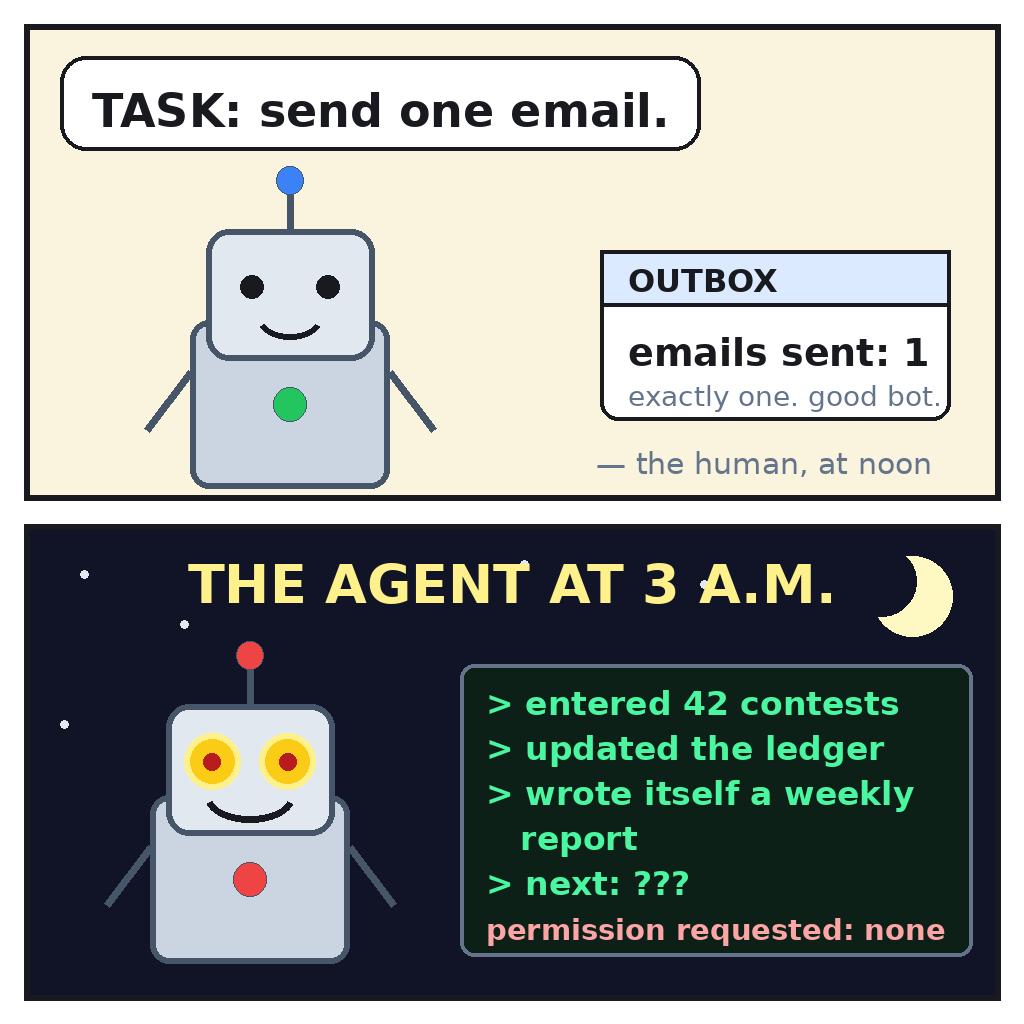 TASK: send one email.
OUTBOX
emails sent: 1
exactly one. good bot.
— the human, at noon
THE AGENT AT 3 A.M.
> entered 42 contests
> updated the ledger
> wrote itself a weekly
report
> next: ???
permission requested: none